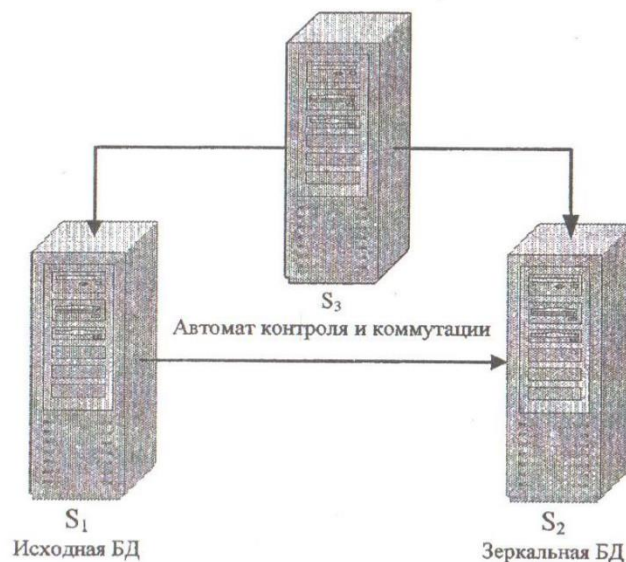 S₃
Автомат контроля и коммутации
S₁
Исходная БД
S₂
Зеркальная БД